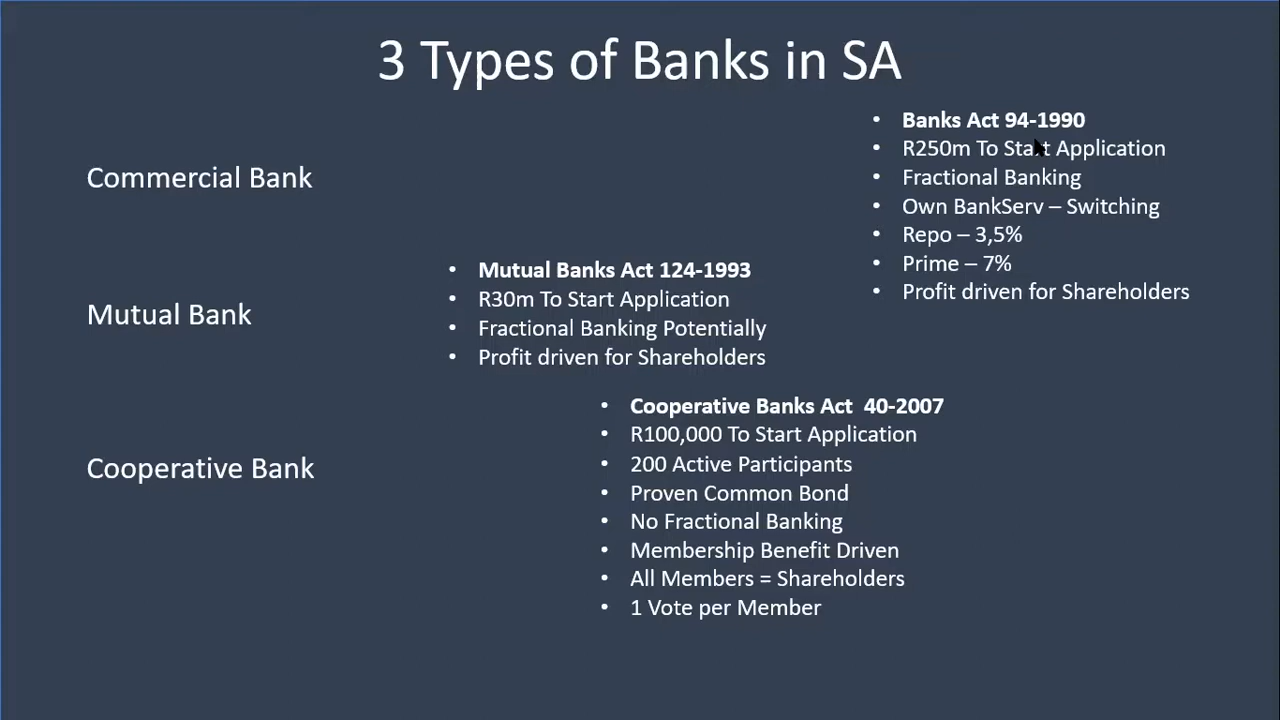 3 Types of Banks in SA
Commercial Bank
• Banks Act 94-1990
• R250m To Start Application
• Fractional Banking
• Own BankServ – Switching
• Repo – 3,5%
• Prime – 7%
• Profit driven for Shareholders
Mutual Bank
• Mutual Banks Act 124-1993
• R30m To Start Application
• Fractional Banking Potentially
• Profit driven for Shareholders
Cooperative Bank
• Cooperative Banks Act 40-2007
• R100,000 To Start Application
• 200 Active Participants
• Proven Common Bond
• No Fractional Banking
• Membership Benefit Driven
• All Members = Shareholders
• 1 Vote per Member